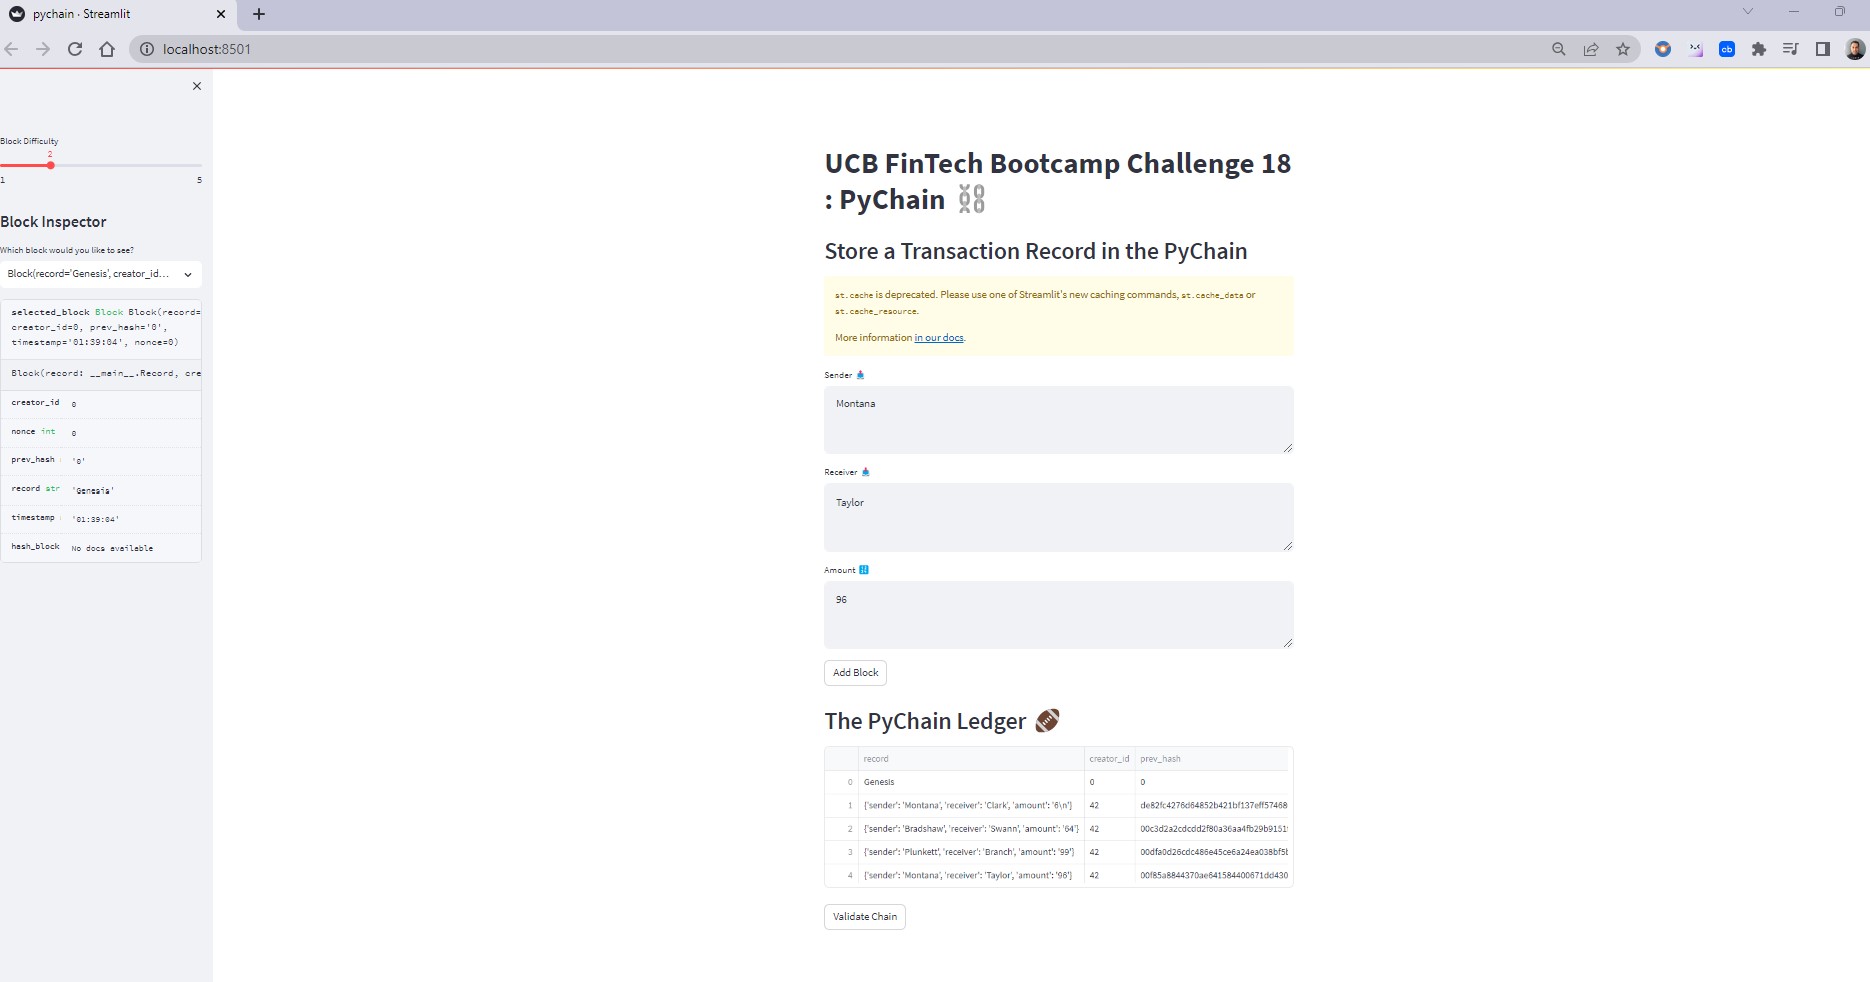 pychain · Streamlit
localhost:8501
Block Difficulty
2
1 5
Block Inspector
Which block would you like to see?
Block(record='Genesis', creator_id...
selected_block Block Block(record=
creator_id=0, prev_hash='0',
timestamp='01:39:04', nonce=0)
Block(record: __main__.Record, cre
creator_id 0
nonce int 0
prev_hash '0'
record str 'Genesis'
timestamp '01:39:04'
hash_block No docs available
UCB FinTech Bootcamp Challenge 18
: PyChain
Store a Transaction Record in the PyChain
st.cache is deprecated. Please use one of Streamlit's new caching commands, st.cache_data or
st.cache_resource.
More information in our docs.
Sender
Montana
Receiver
Taylor
Amount
96
Add Block
The PyChain Ledger
record creator_id prev_hash
0 Genesis 0 0
1 {'sender': 'Montana', 'receiver': 'Clark', 'amount': '6\n'} 42 de82fc4276d64852b421bf137eff57468
2 {'sender': 'Bradshaw', 'receiver': 'Swann', 'amount': '64'} 42 00c3d2a2cdcdd2f80a36aa4fb29b9151
3 {'sender': 'Plunkett', 'receiver': 'Branch', 'amount': '99'} 42 00dfa0d26cdc486e45ce6a24ea038bf5
4 {'sender': 'Montana', 'receiver': 'Taylor', 'amount': '96'} 42 00f85a8844370ae641584400671dd430
Validate Chain